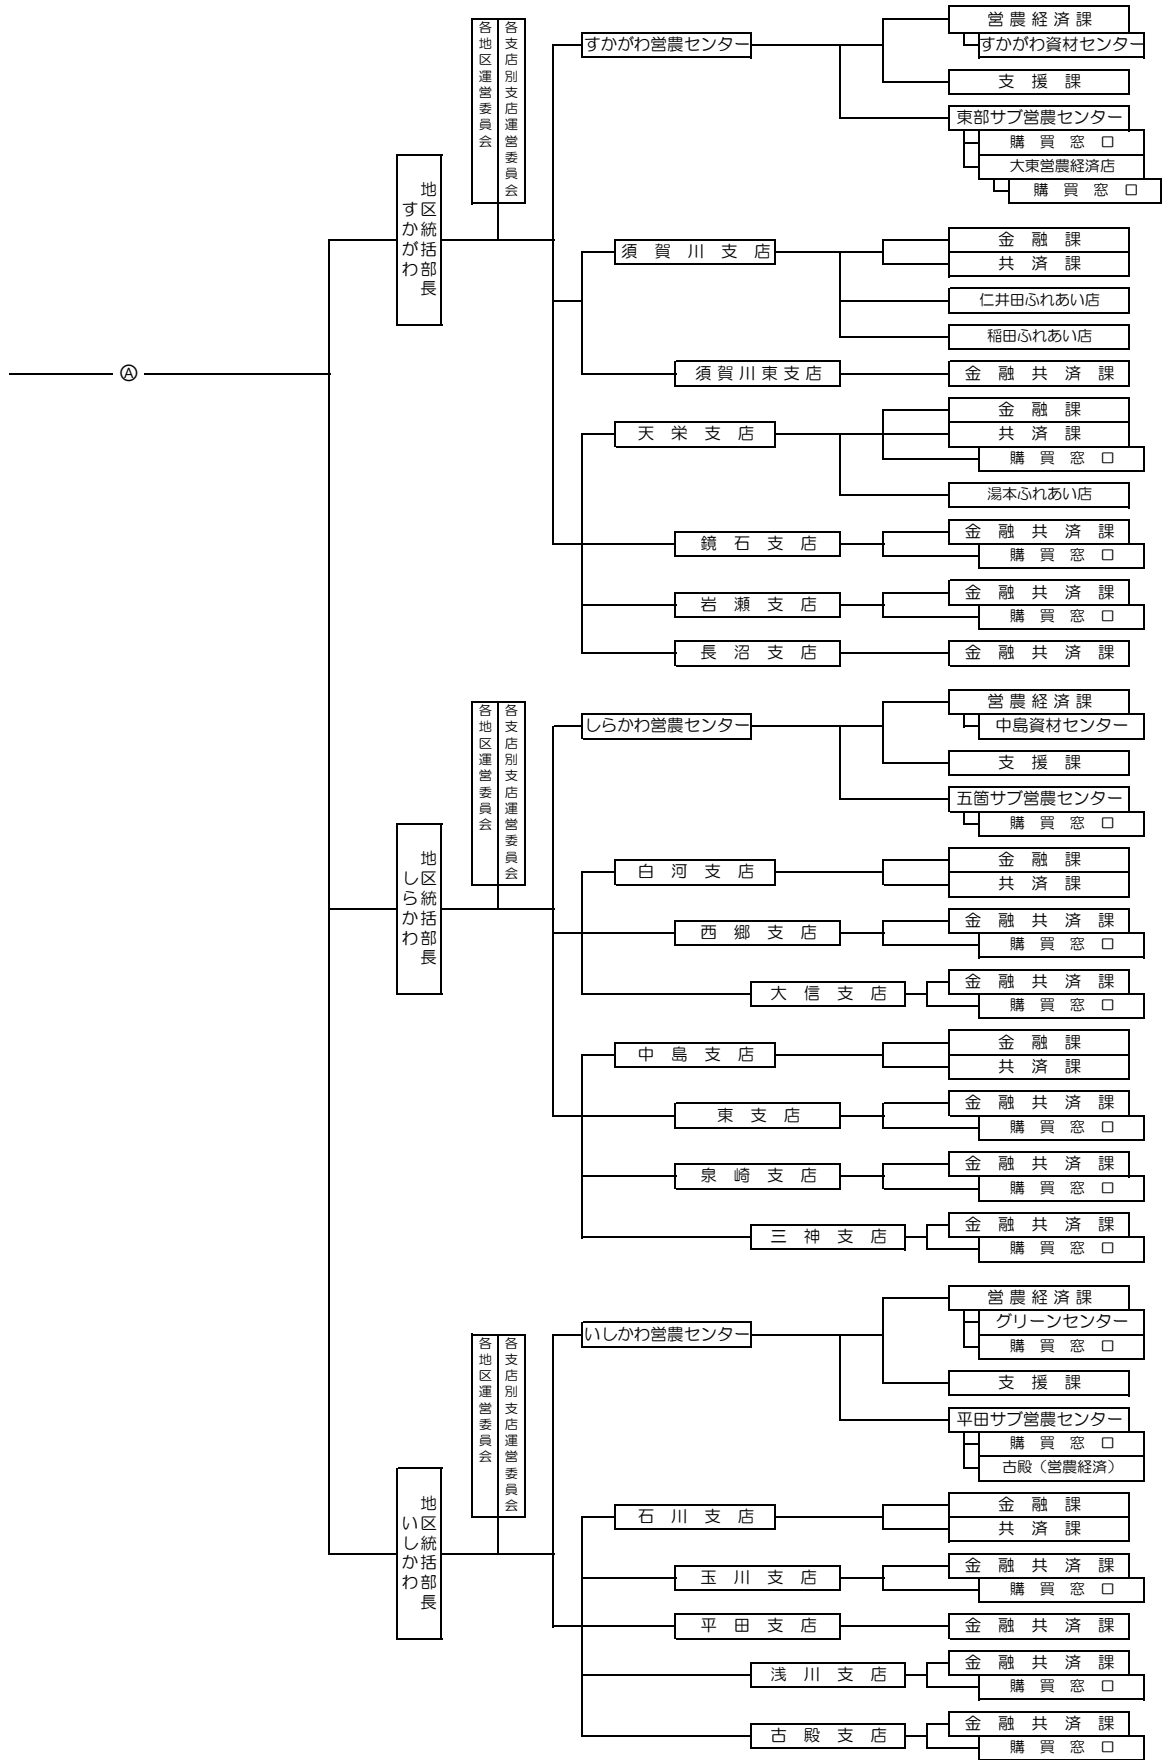 Ⓐ
すかがわ
地区統括部長
各地区運営委員会
各支店別支店運営委員会
すかがわ営農センター
営農経済課
すかがわ資材センター
支援課
東部サブ営農センター
購買窓口
大東営農経済店
購買窓口
須賀川支店
金融課
共済課
仁井田ふれあい店
稲田ふれあい店
須賀川東支店
金融共済課
天栄支店
金融課
共済課
購買窓口
湯本ふれあい店
鏡石支店
金融共済課
購買窓口
岩瀬支店
金融共済課
購買窓口
長沼支店
金融共済課
しらかわ
地区統括部長
各地区運営委員会
各支店別支店運営委員会
しらかわ営農センター
営農経済課
中島資材センター
支援課
五箇サブ営農センター
購買窓口
白河支店
金融課
共済課
西郷支店
金融共済課
購買窓口
大信支店
金融共済課
購買窓口
中島支店
金融課
共済課
東支店
金融共済課
購買窓口
泉崎支店
金融共済課
購買窓口
三神支店
金融共済課
購買窓口
いしかわ
地区統括部長
各地区運営委員会
各支店別支店運営委員会
いしかわ営農センター
営農経済課
グリーンセンター
購買窓口
支援課
平田サブ営農センター
購買窓口
古殿（営農経済）
石川支店
金融課
共済課
玉川支店
金融共済課
購買窓口
平田支店
金融共済課
浅川支店
金融共済課
購買窓口
古殿支店
金融共済課
購買窓口